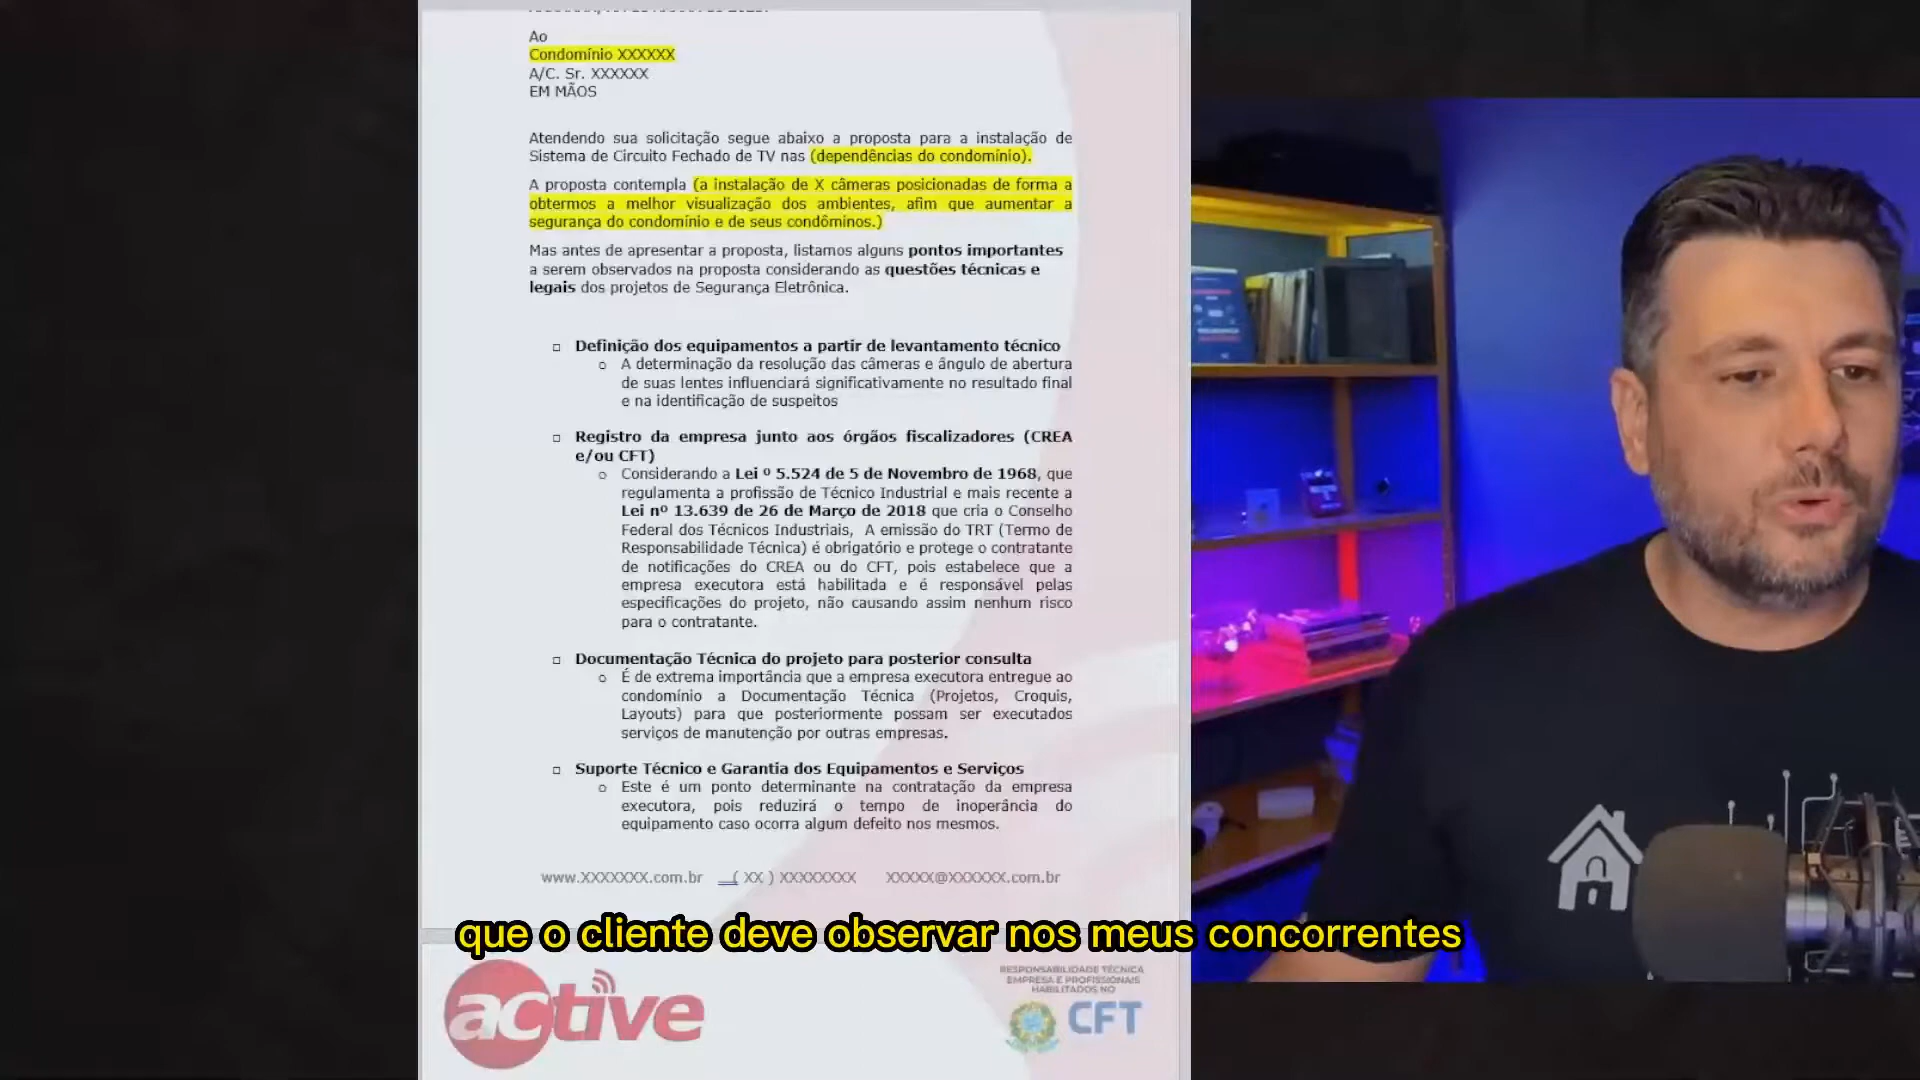 Ao
Condomínio XXXXXX
A/C. Sr. XXXXXX
EM MÃOS
Atendendo sua solicitação segue abaixo a proposta para a instalação de
Sistema de Circuito Fechado de TV nas (dependências do condomínio).
A proposta contempla (a instalação de X câmeras posicionadas de forma a
obtermos a melhor visualização dos ambientes, afim que aumentar a
segurança do condomínio e de seus condôminos.)
Mas antes de apresentar a proposta, listamos alguns pontos importantes
a serem observados na proposta considerando as questões técnicas e
legais dos projetos de Segurança Eletrônica.
Definição dos equipamentos a partir de levantamento técnico
A determinação da resolução das câmeras e ângulo de abertura
de suas lentes influenciará significativamente no resultado final
e na identificação de suspeitos
Registro da empresa junto aos órgãos fiscalizadores (CREA
e/ou CFT)
Considerando a Lei º 5.524 de 5 de Novembro de 1968, que
regulamenta a profissão de Técnico Industrial e mais recente a
Lei nº 13.639 de 26 de Março de 2018 que cria o Conselho
Federal dos Técnicos Industriais, A emissão do TRT (Termo de
Responsabilidade Técnica) é obrigatório e protege o contratante
de notificações do CREA ou do CFT, pois estabelece que a
empresa executora está habilitada e é responsável pelas
especificações do projeto, não causando assim nenhum risco
para o contratante.
Documentação Técnica do projeto para posterior consulta
É de extrema importância que a empresa executora entregue ao
condomínio a Documentação Técnica (Projetos, Croquis,
Layouts) para que posteriormente possam ser executados
serviços de manutenção por outras empresas.
Suporte Técnico e Garantia dos Equipamentos e Serviços
Este é um ponto determinante na contratação da empresa
executora, pois reduzirá o tempo de inoperância do
equipamento caso ocorra algum defeito nos mesmos.
www.XXXXXXX.com.br ( XX ) XXXXXXXX XXXXX@XXXXXX.com.br
que o cliente deve observar nos meus concorrentes
active
RESPONSABILIDADE TÉCNICA
EMPRESA E PROFISSIONAIS
HABILITADOS NO
CFT